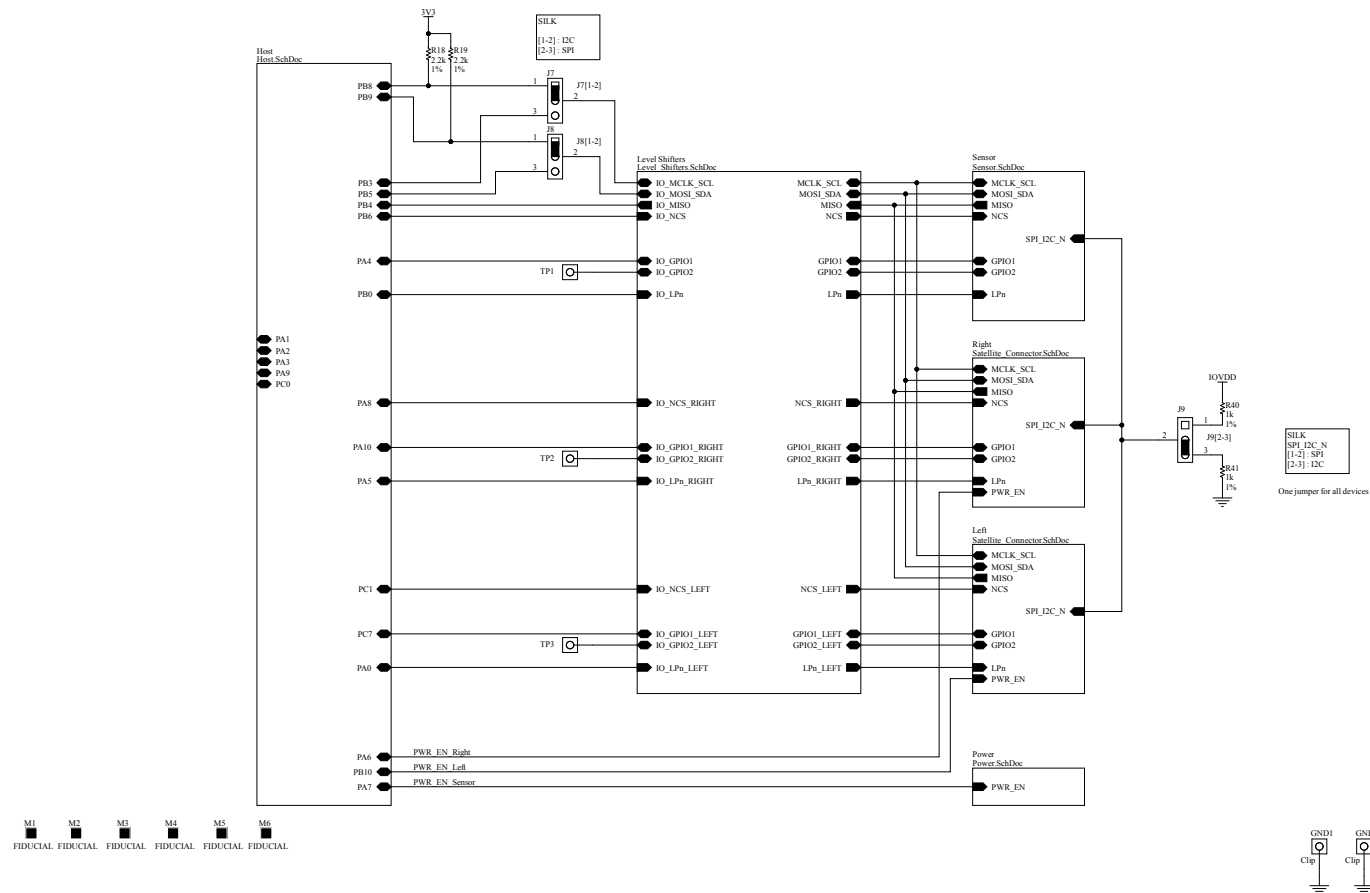 3V3
R18
2.2k
1%
R19
2.2k
1%
SILK
[1-2] : I2C
[2-3] : SPI
Host
Host.SchDoc
PB8
PB9
PB3
PB5
PB4
PB6
PA4
PB0
PA1
PA2
PA3
PA9
PC0
PA8
PA10
PA5
PC1
PC7
PA0
PA6
PB10
PA7
J7
1
2
3
J7[1-2]
J8
1
2
3
J8[1-2]
TP1
TP2
TP3
PWR_EN_Right
PWR_EN_Left
PWR_EN_Sensor
Level Shifters
Level_Shifters.SchDoc
IO_MCLK_SCL
IO_MOSI_SDA
IO_MISO
IO_NCS
IO_GPIO1
IO_GPIO2
IO_LPn
IO_NCS_RIGHT
IO_GPIO1_RIGHT
IO_GPIO2_RIGHT
IO_LPn_RIGHT
IO_NCS_LEFT
IO_GPIO1_LEFT
IO_GPIO2_LEFT
IO_LPn_LEFT
MCLK_SCL
MOSI_SDA
MISO
NCS
GPIO1
GPIO2
LPn
NCS_RIGHT
GPIO1_RIGHT
GPIO2_RIGHT
LPn_RIGHT
NCS_LEFT
GPIO1_LEFT
GPIO2_LEFT
LPn_LEFT
Sensor
Sensor.SchDoc
MCLK_SCL
MOSI_SDA
MISO
NCS
SPI_I2C_N
GPIO1
GPIO2
LPn
Right
Satellite_Connector.SchDoc
MCLK_SCL
MOSI_SDA
MISO
NCS
SPI_I2C_N
GPIO1
GPIO2
LPn
PWR_EN
Left
Satellite_Connector.SchDoc
MCLK_SCL
MOSI_SDA
MISO
NCS
SPI_I2C_N
GPIO1
GPIO2
LPn
PWR_EN
Power
Power.SchDoc
PWR_EN
IOVDD
R40
1k
1%
J9
1
2
3
J9[2-3]
R41
1k
1%
SILK
SPI_I2C_N
[1-2] : SPI
[2-3] : I2C
One jumper for all devices
M1
M2
M3
M4
M5
M6
FIDUCIAL
FIDUCIAL
FIDUCIAL
FIDUCIAL
FIDUCIAL
FIDUCIAL
GND1
Clip
Clip